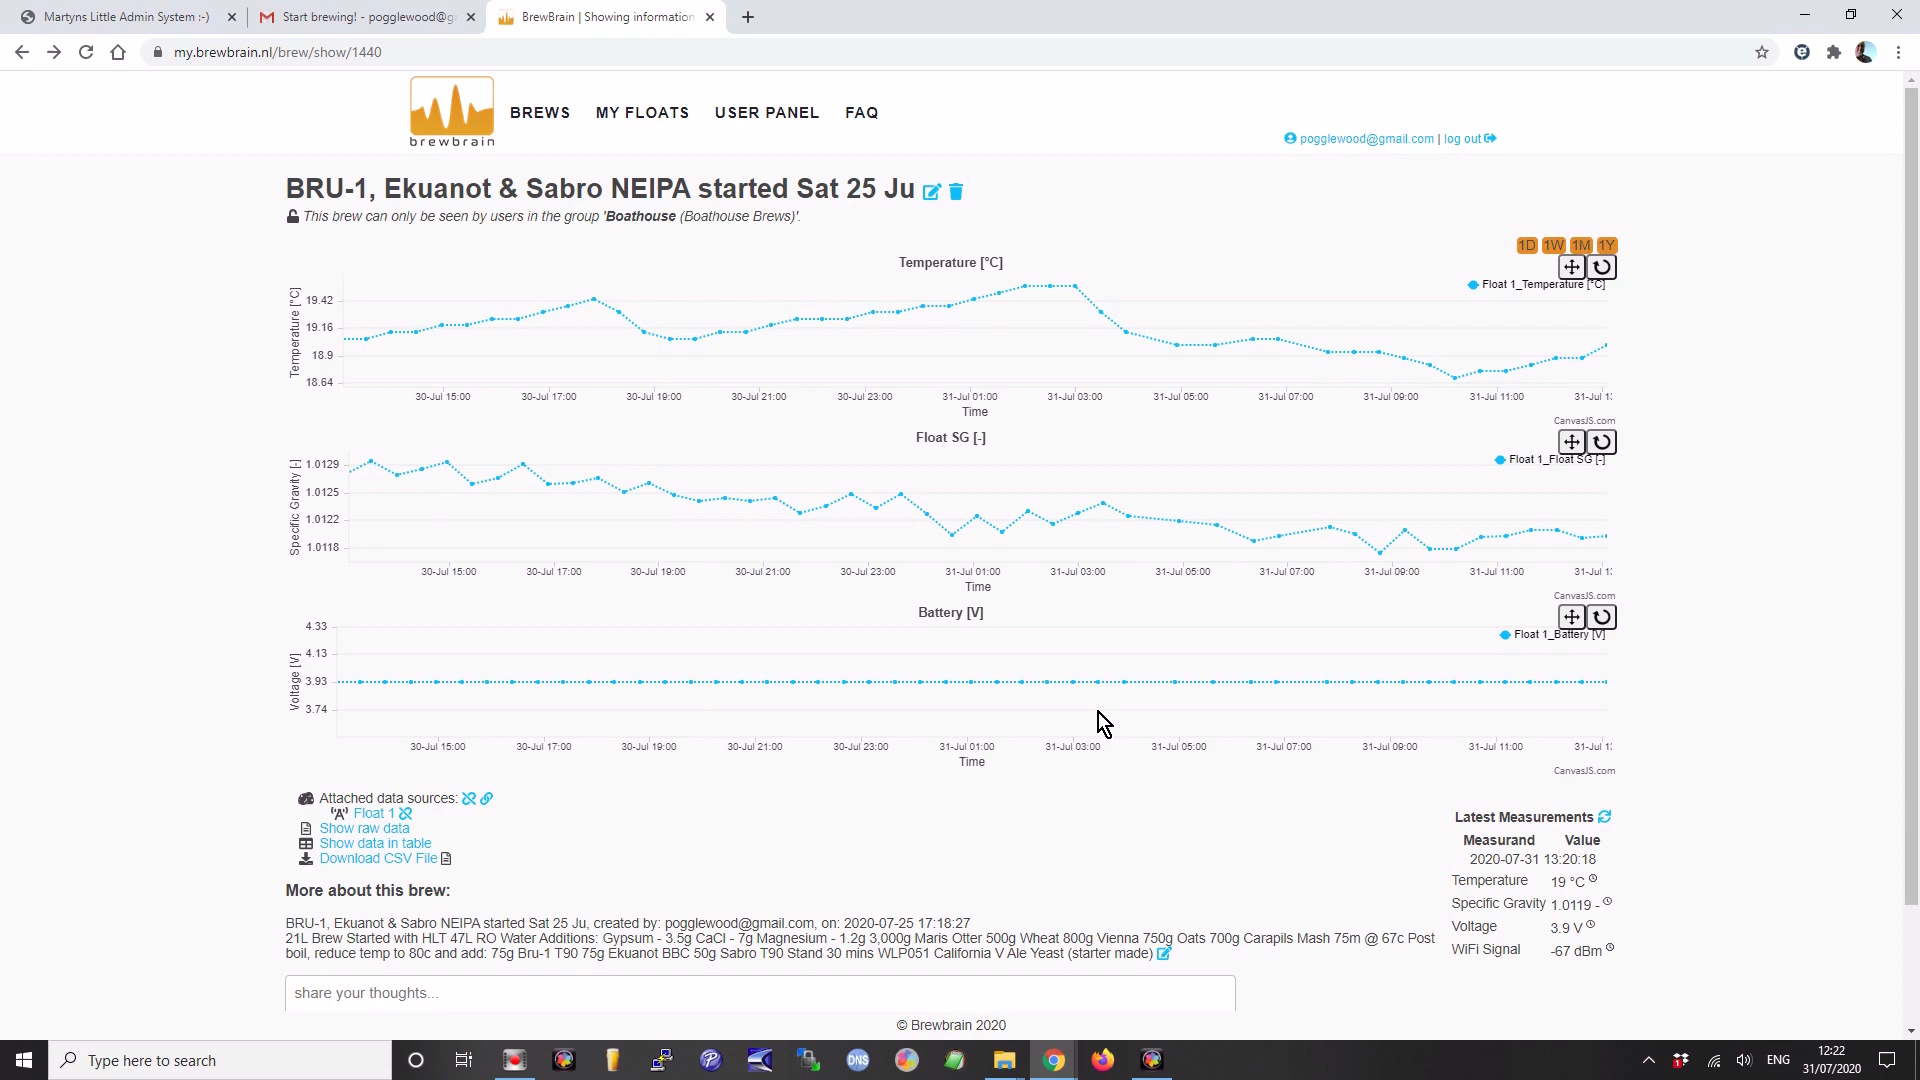 Martyns Little Admin System :-)
Start brewing! - pogglewood@g
BrewBrain | Showing information
my.brewbrain.nl/brew/show/1440
brewbrain
BREWS MY FLOATS USER PANEL FAQ
pogglewood@gmail.com | log out
BRU-1, Ekuanot & Sabro NEIPA started Sat 25 Ju
This brew can only be seen by users in the group 'Boathouse (Boathouse Brews)'.
1D 1W 1M 1Y
Temperature [°C]
Float 1_Temperature [°C]
Temperature [°C]
19.42
19.16
18.9
18.64
30-Jul 15:00 30-Jul 17:00 30-Jul 19:00 30-Jul 21:00 30-Jul 23:00 31-Jul 01:00 31-Jul 03:00 31-Jul 05:00 31-Jul 07:00 31-Jul 09:00 31-Jul 11:00 31-Jul 1
Time
CanvasJS.com
Float SG [-]
Float 1_Float SG [-]
Specific Gravity [-]
1.0129
1.0125
1.0122
1.0118
30-Jul 15:00 30-Jul 17:00 30-Jul 19:00 30-Jul 21:00 30-Jul 23:00 31-Jul 01:00 31-Jul 03:00 31-Jul 05:00 31-Jul 07:00 31-Jul 09:00 31-Jul 11:00 31-Jul 1
Time
CanvasJS.com
Battery [V]
Float 1_Battery [V]
Voltage [V]
4.33
4.13
3.93
3.74
30-Jul 15:00 30-Jul 17:00 30-Jul 19:00 30-Jul 21:00 30-Jul 23:00 31-Jul 01:00 31-Jul 03:00 31-Jul 05:00 31-Jul 07:00 31-Jul 09:00 31-Jul 11:00 31-Jul 1
Time
CanvasJS.com
Attached data sources:
Float 1
Show raw data
Show data in table
Download CSV File
Latest Measurements
Measurand Value
2020-07-31 13:20:18
Temperature 19 °C
Specific Gravity 1.0119 -
Voltage 3.9 V
WiFi Signal -67 dBm
More about this brew:
BRU-1, Ekuanot & Sabro NEIPA started Sat 25 Ju, created by: pogglewood@gmail.com, on: 2020-07-25 17:18:27
21L Brew Started with HLT 47L RO Water Additions: Gypsum - 3.5g CaCl - 7g Magnesium - 1.2g 3,000g Maris Otter 500g Wheat 800g Vienna 750g Oats 700g Carapils Mash 75m @ 67c Post
boil, reduce temp to 80c and add: 75g Bru-1 T90 75g Ekuanot BBC 50g Sabro T90 Stand 30 mins WLP051 California V Ale Yeast (starter made)
share your thoughts...
© Brewbrain 2020
Type here to search
DNS
ENG
12:22
31/07/2020